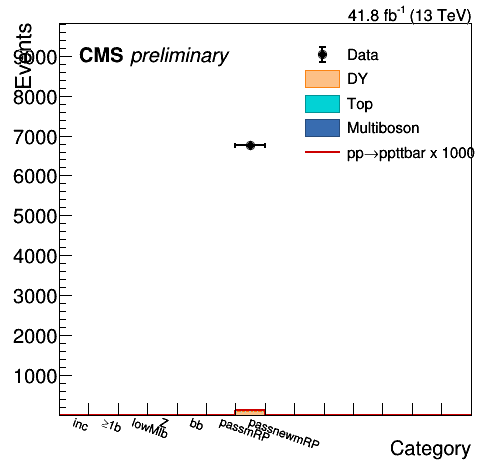 41.8 fb⁻¹ (13 TeV)
Events
CMS preliminary
Data
DY
Top
Multiboson
pp→ppttbar x 1000
9000
8000
7000
6000
5000
4000
3000
2000
1000
inc
≥1b
lowMlb
Z
bb
passmRP
passnewmRP
Category